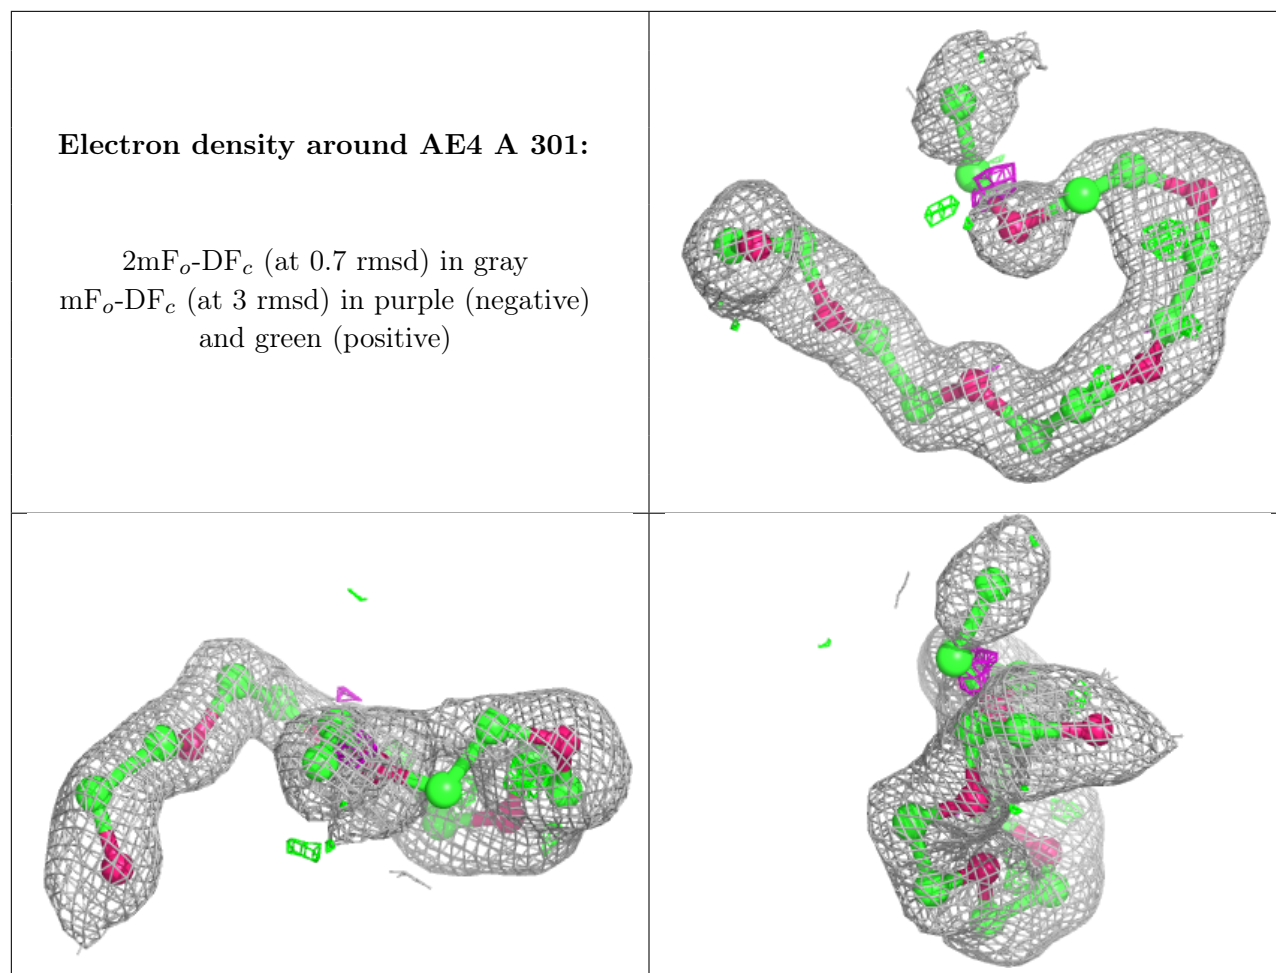 Electron density around AE4 A 301:
2mFo-DFc (at 0.7 rmsd) in gray
mFo-DFc (at 3 rmsd) in purple (negative)
and green (positive)